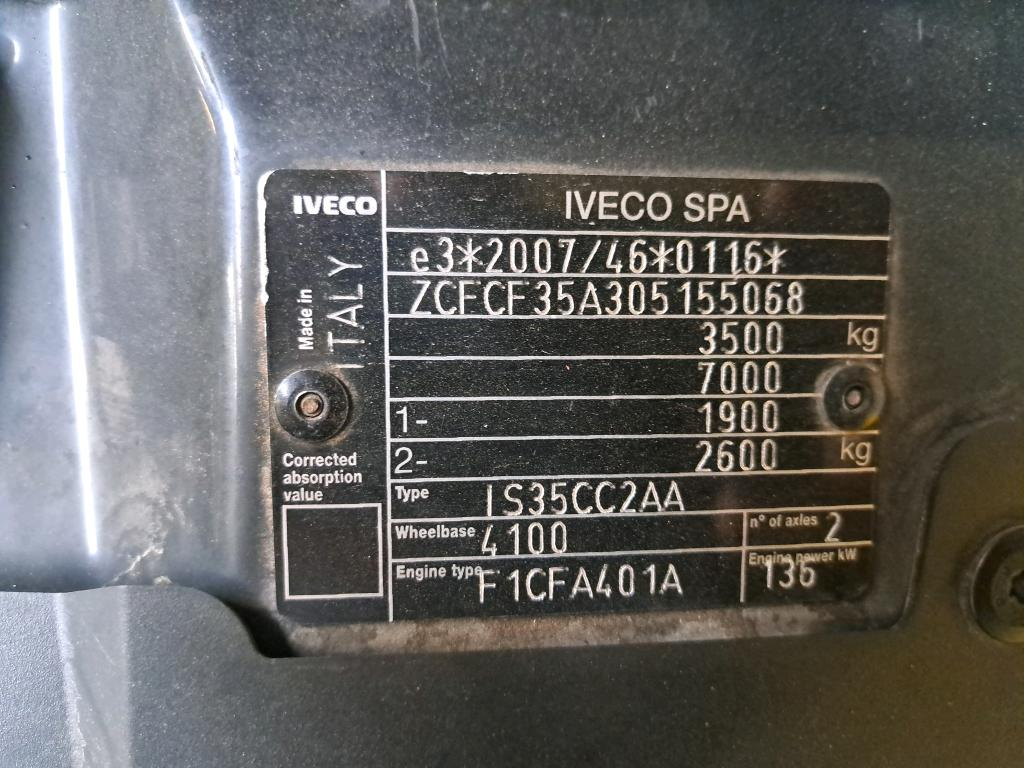 IVECO
IVECO SPA
Made in
ITALY
e3*2007/46*0116*
ZCFCF35A305155068
3500 kg
7000
1- 1900
2- 2600 kg
Corrected
absorption
value
Type IS35CC2AA
Wheelbase 4100
n° of axles 2
Engine type F1CFA401A
Engine power kW
136